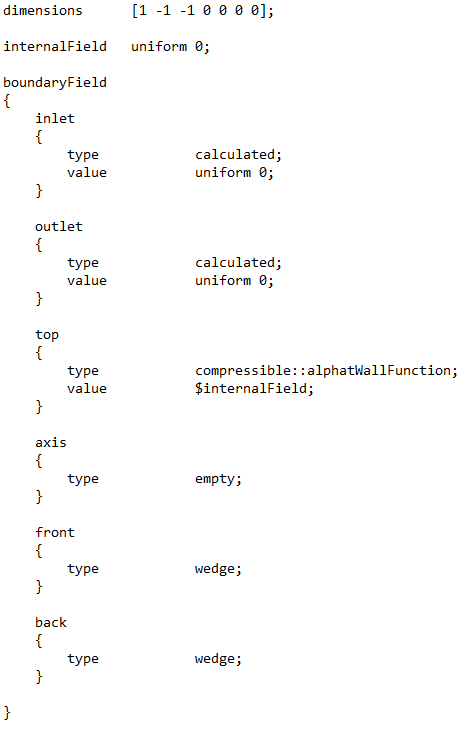 dimensions      [1 -1 -1 0 0 0 0];

internalField   uniform 0;

boundaryField
{
    inlet
    {
        type            calculated;
        value           uniform 0;
    }

    outlet
    {
        type            calculated;
        value           uniform 0;
    }

    top
    {
        type            compressible::alphatWallFunction;
        value           $internalField;
    }

    axis
    {
        type            empty;
    }

    front
    {
        type            wedge;
    }

    back
    {
        type            wedge;
    }

}